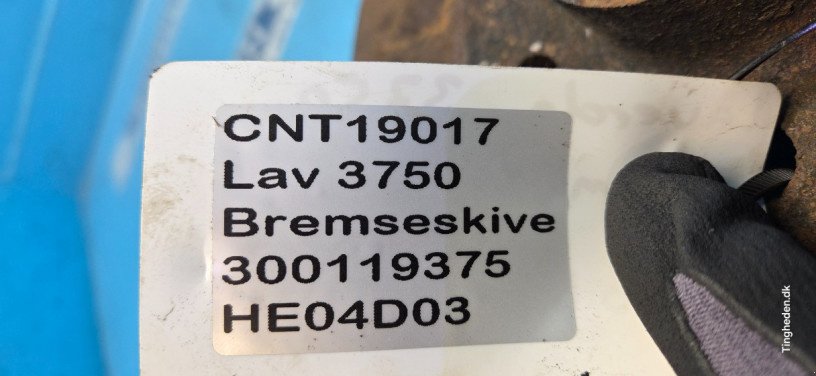 CNT19017
Lav 3750
Bremseskive
300119375
HE04D03
Tingheden.dk